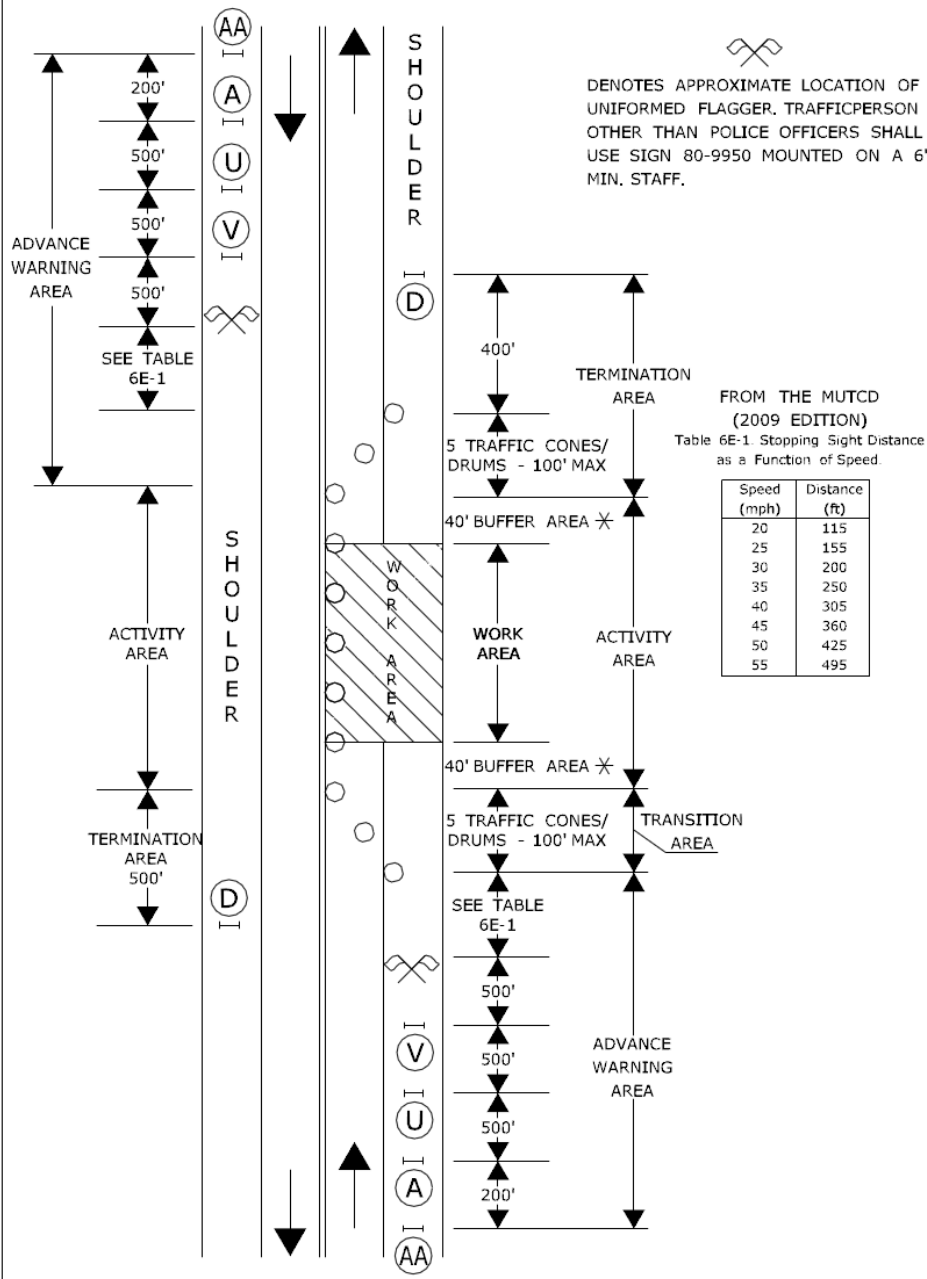 AA
200'
A
500'
U
500'
V
500'
SEE TABLE
6E-1
ADVANCE
WARNING
AREA
SHOULDER
ACTIVITY
AREA
TERMINATION
AREA
500'
D
SHOULDER
D
400'
TERMINATION
AREA
5 TRAFFIC CONES/
DRUMS - 100' MAX
40' BUFFER AREA *
WORK AREA
WORK
AREA
ACTIVITY
AREA
40' BUFFER AREA *
5 TRAFFIC CONES/
DRUMS - 100' MAX
TRANSITION
AREA
SEE TABLE
6E-1
500'
V
500'
U
500'
A
200'
AA
ADVANCE
WARNING
AREA
DENOTES APPROXIMATE LOCATION OF
UNIFORMED FLAGGER. TRAFFICPERSON
OTHER THAN POLICE OFFICERS SHALL
USE SIGN 80-9950 MOUNTED ON A 6'
MIN. STAFF.
FROM THE MUTCD
(2009 EDITION)
Table 6E-1. Stopping Sight Distance
as a Function of Speed.
Speed Distance
(mph) (ft)
20 115
25 155
30 200
35 250
40 305
45 360
50 425
55 495